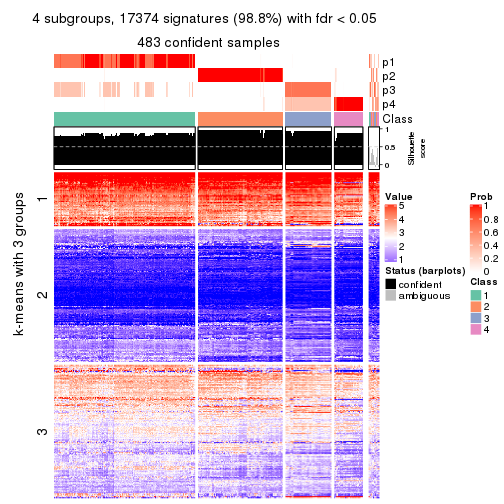 4 subgroups, 17374 signatures (98.8%) with fdr < 0.05
483 confident samples
p1
p2
p3
p4
Class
1
0.5
0
Silhouette
score
k-means with 3 groups
1
2
3
Value
5
4
3
2
1
Status (barplots)
confident
ambiguous
Prob
1
0.8
0.6
0.4
0.2
0
Class
1
2
3
4